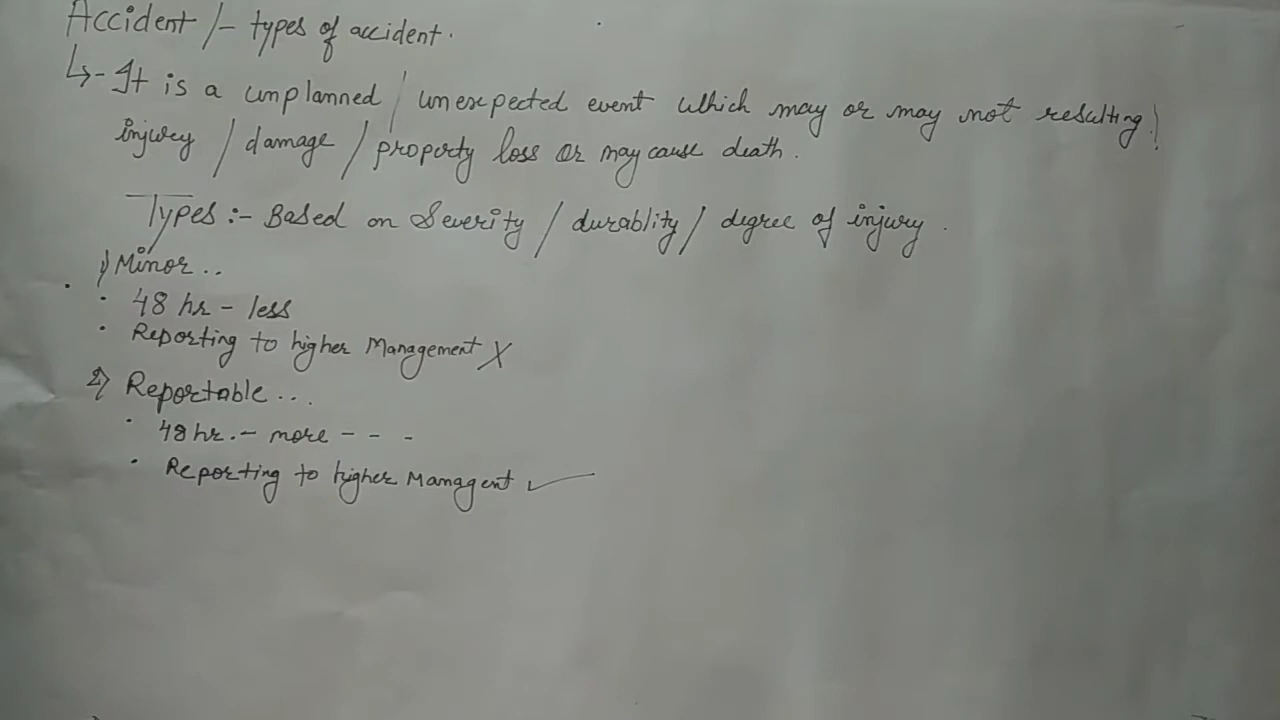 Accident /- types of accident.
↳- It is a unplanned / unexpected event which may or may not resulting /
injury / damage / property loss or may cause death.
Types :- Based on Severity / durablity / degree of injury.
1) Minor..
• 48 hr - less
• Reporting to higher Management X
2) Reportable...
• 48 hr. - more - - -
• Reporting to higher Managent ✓